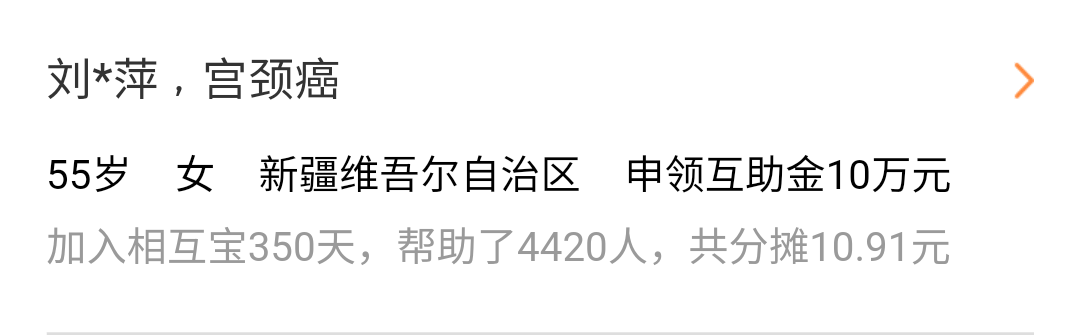 刘*萍，宫颈癌
55岁 女 新疆维吾尔自治区 申领互助金10万元
加入相互宝350天，帮助了4420人，共分摊10.91元